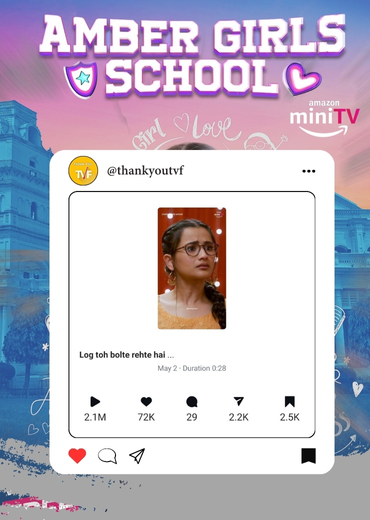 AMBER GIRLS
SCHOOL
amazon
miniTV
Girl Love
TVF
@thankyoutvf
Log toh bolte rehte hai ...
May 2 · Duration 0:28
2.1M 72K 29 2.2K 2.5K